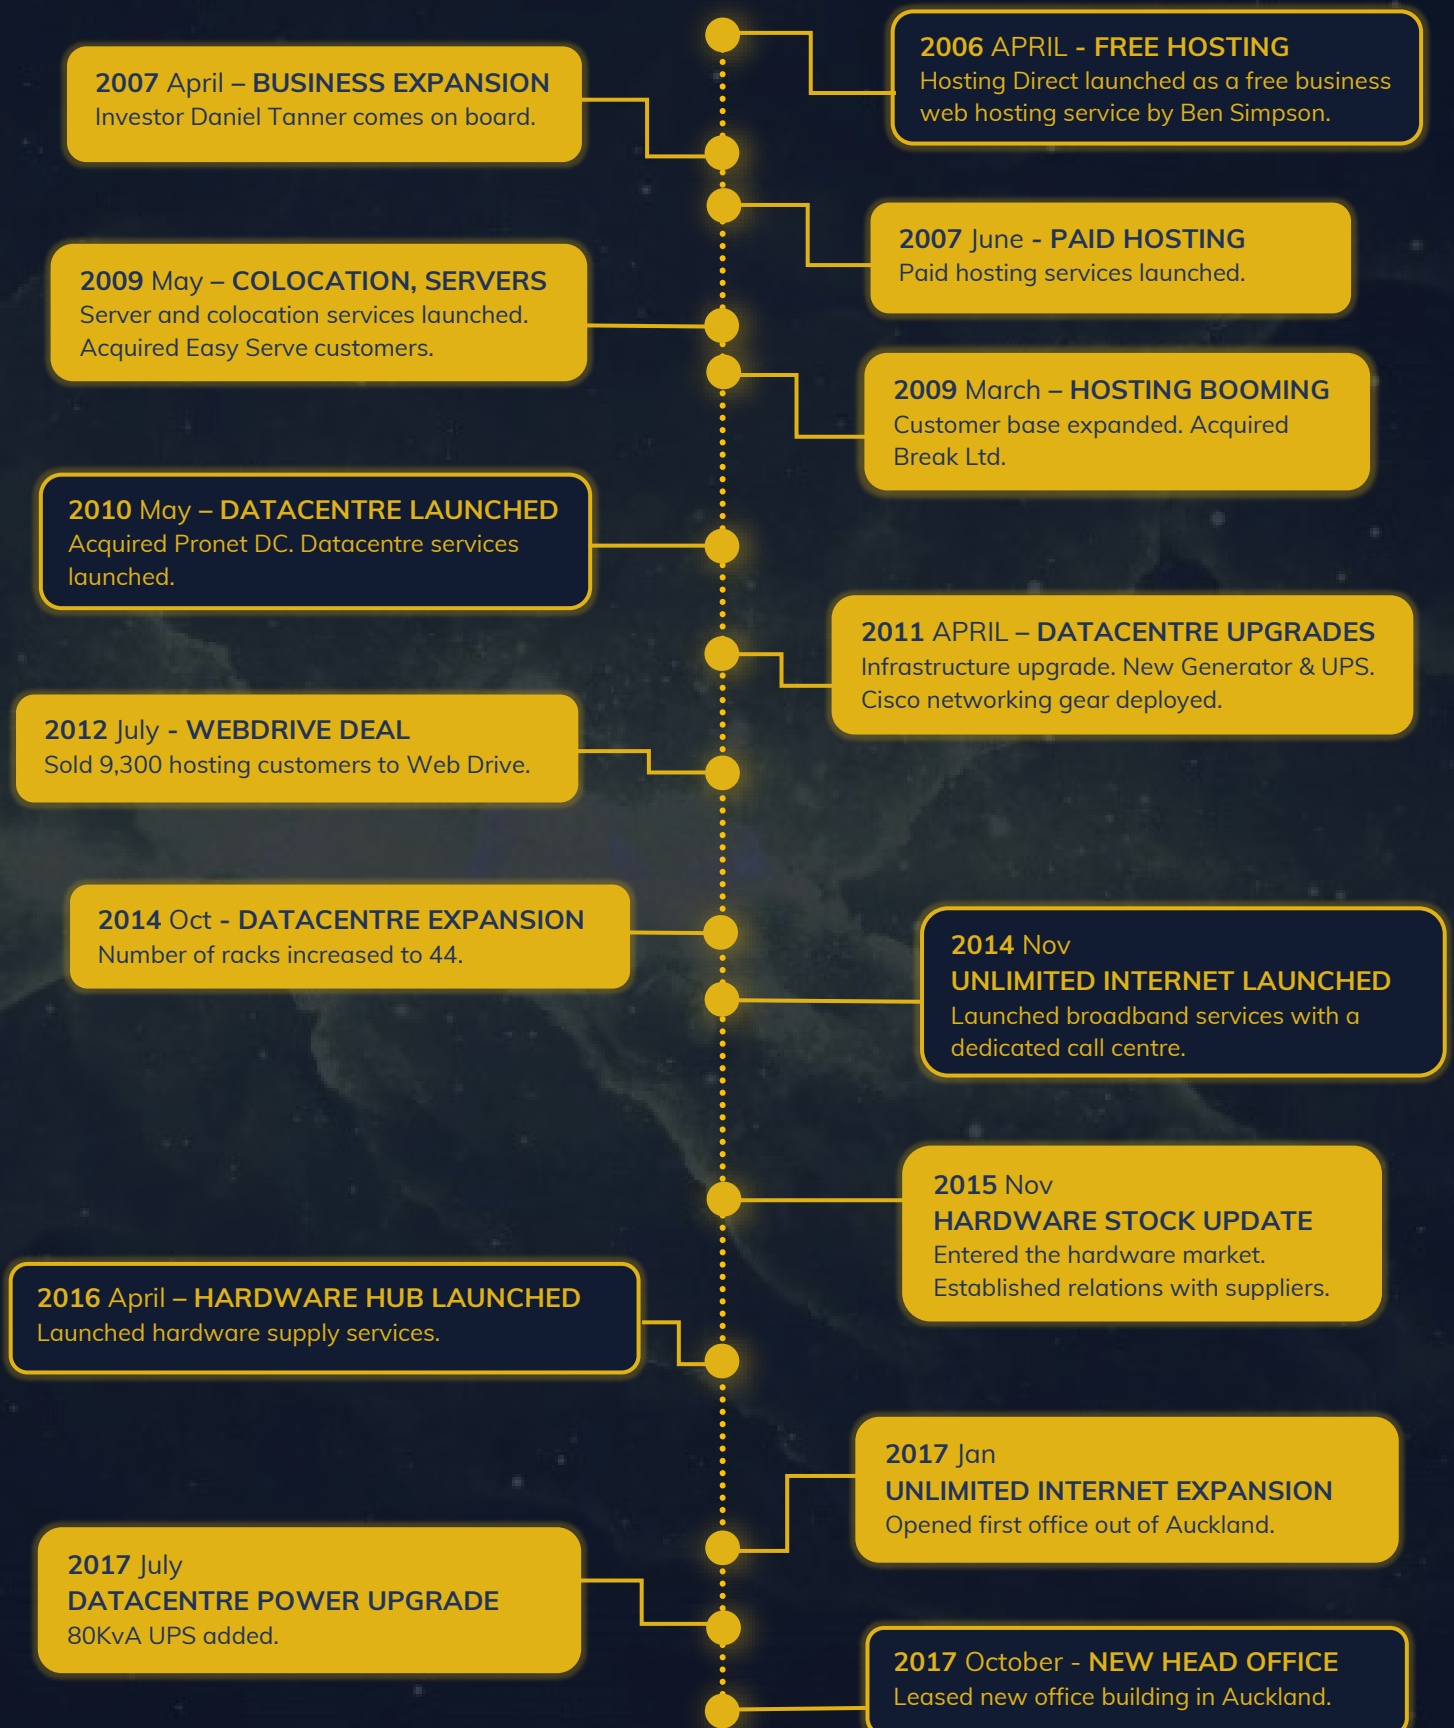 2006 APRIL - FREE HOSTING
Hosting Direct launched as a free business
web hosting service by Ben Simpson.
2007 April – BUSINESS EXPANSION
Investor Daniel Tanner comes on board.
2007 June - PAID HOSTING
Paid hosting services launched.
2009 May – COLOCATION, SERVERS
Server and colocation services launched.
Acquired Easy Serve customers.
2009 March – HOSTING BOOMING
Customer base expanded. Acquired
Break Ltd.
2010 May – DATACENTRE LAUNCHED
Acquired Pronet DC. Datacentre services
launched.
2011 APRIL – DATACENTRE UPGRADES
Infrastructure upgrade. New Generator & UPS.
Cisco networking gear deployed.
2012 July - WEBDRIVE DEAL
Sold 9,300 hosting customers to Web Drive.
2014 Oct - DATACENTRE EXPANSION
Number of racks increased to 44.
2014 Nov
UNLIMITED INTERNET LAUNCHED
Launched broadband services with a
dedicated call centre.
2015 Nov
HARDWARE STOCK UPDATE
Entered the hardware market.
Established relations with suppliers.
2016 April – HARDWARE HUB LAUNCHED
Launched hardware supply services.
2017 Jan
UNLIMITED INTERNET EXPANSION
Opened first office out of Auckland.
2017 July
DATACENTRE POWER UPGRADE
80KvA UPS added.
2017 October - NEW HEAD OFFICE
Leased new office building in Auckland.